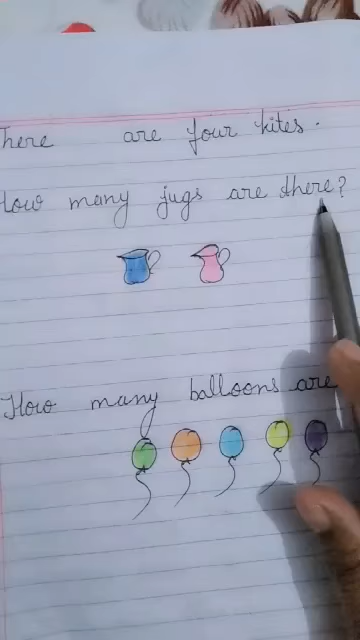 There are four kites.
How many jugs are there?
How many balloons are